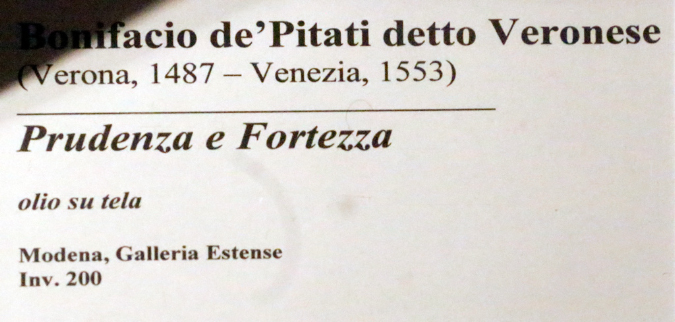 Bonifacio de'Pitati detto Veronese
(Verona, 1487 – Venezia, 1553)
Prudenza e Fortezza
olio su tela
Modena, Galleria Estense
Inv. 200